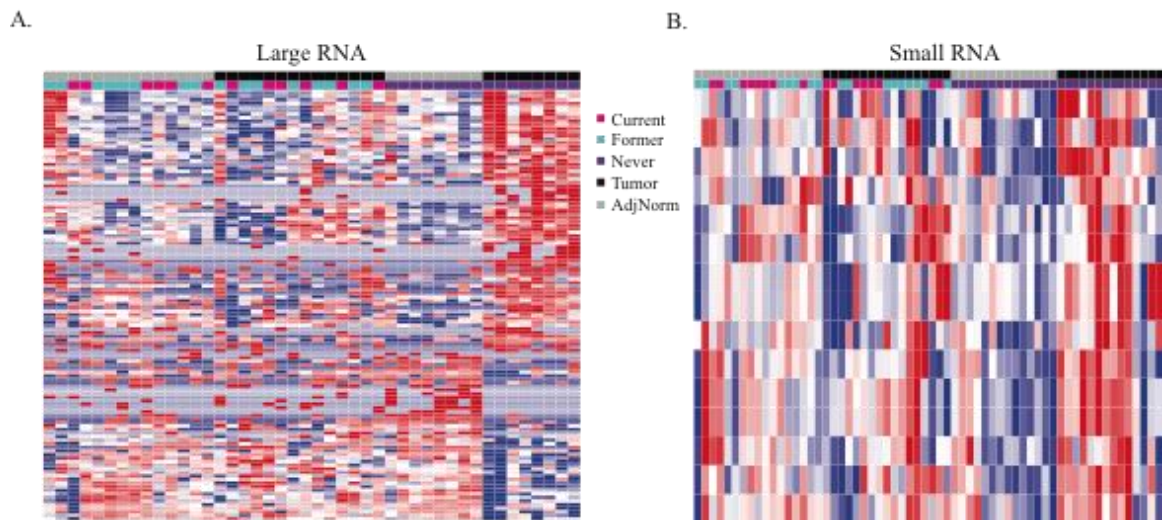 A.
Large RNA
Current
Former
Never
Tumor
AdjNorm
B.
Small RNA